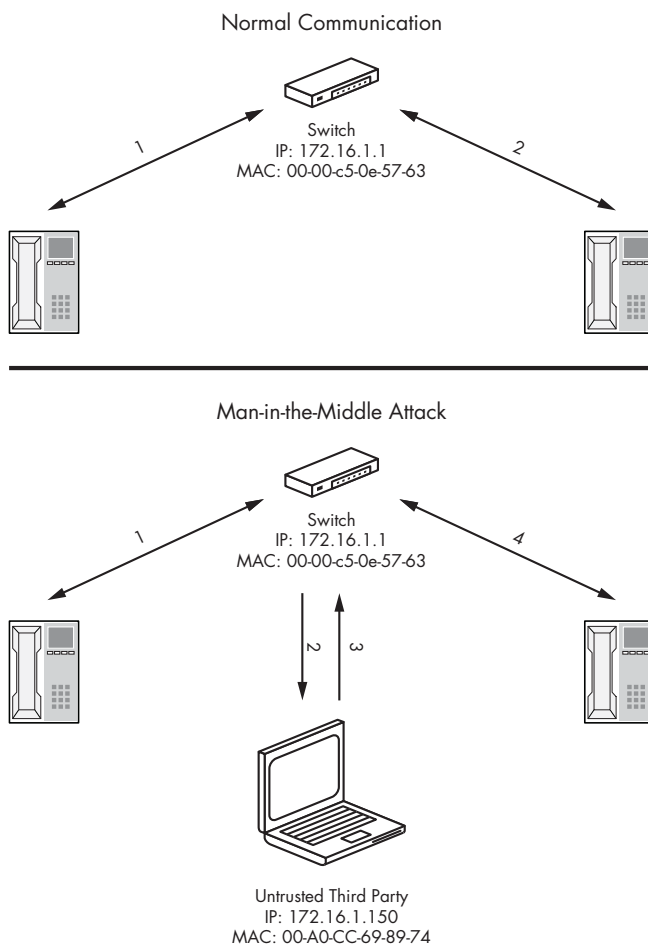 Normal Communication
Switch
IP: 172.16.1.1
MAC: 00-00-c5-0e-57-63
1
2
Man-in-the-Middle Attack
Switch
IP: 172.16.1.1
MAC: 00-00-c5-0e-57-63
1
4
2
3
Untrusted Third Party
IP: 172.16.1.150
MAC: 00-A0-CC-69-89-74